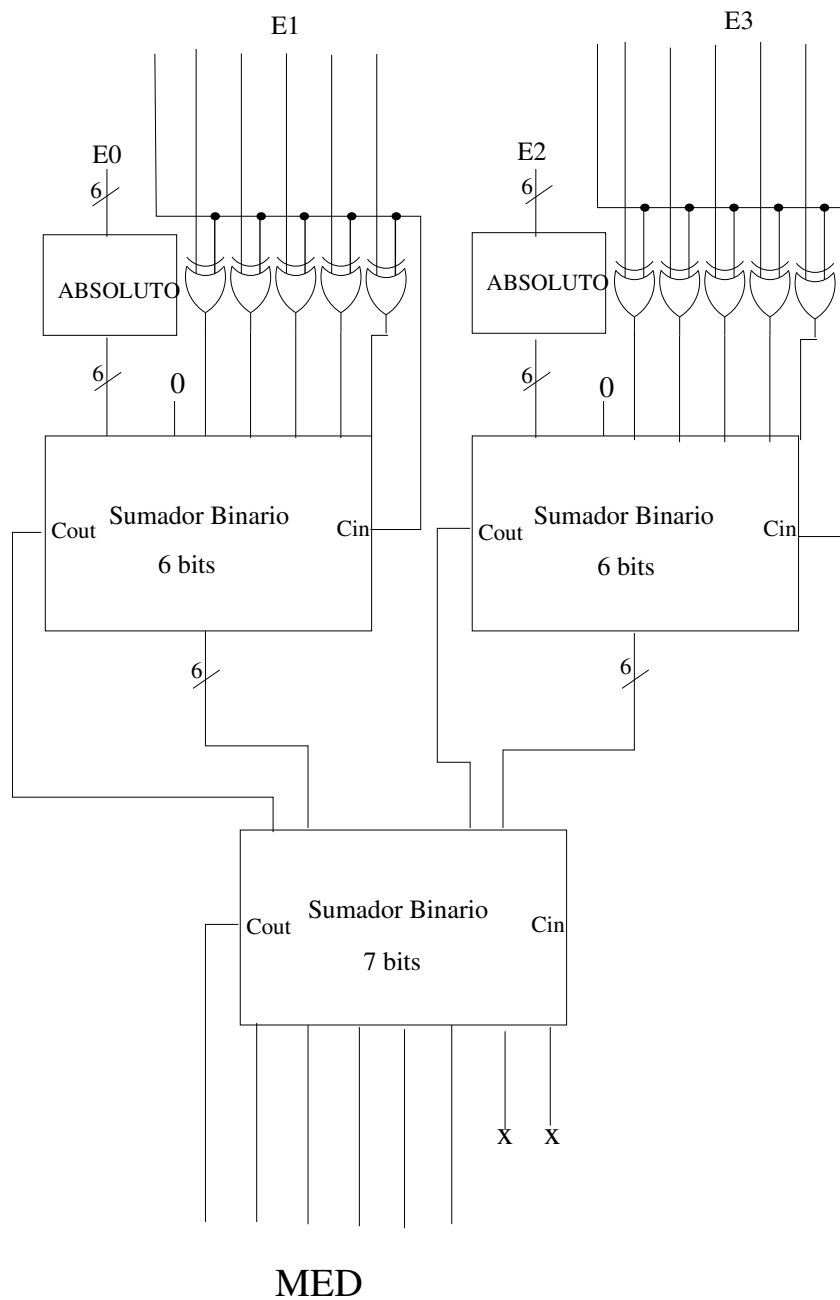 E1
E3
E0
E2
6
6
ABSOLUTO
ABSOLUTO
6
0
6
0
Sumador Binario
Cout
Cin
6 bits
Sumador Binario
Cout
Cin
6 bits
6
6
Sumador Binario
Cout
Cin
7 bits
x
x
MED